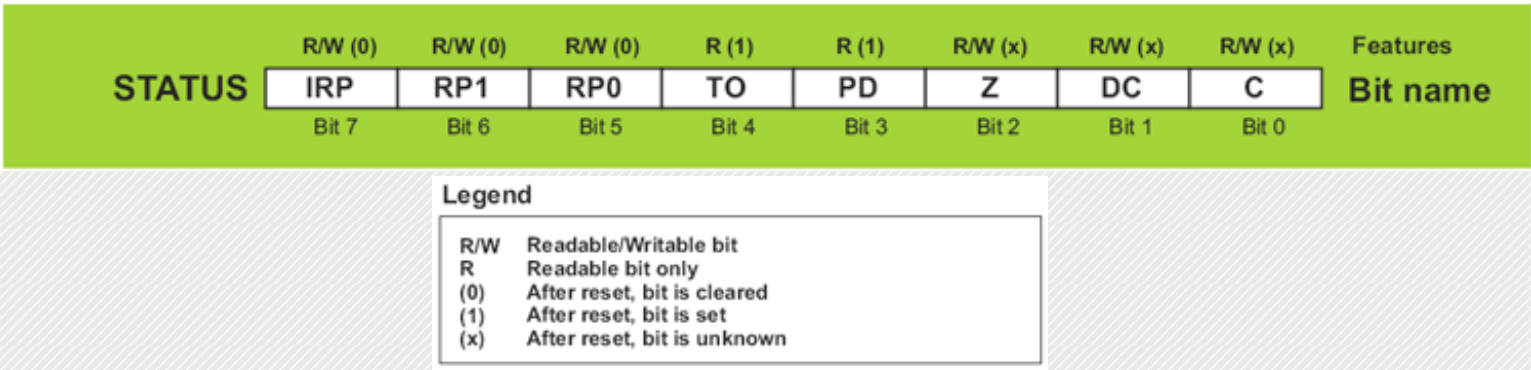 R/W (0) R/W (0) R/W (0) R (1) R (1) R/W (x) R/W (x) R/W (x) Features
STATUS IRP RP1 RP0 TO PD Z DC C Bit name
Bit 7 Bit 6 Bit 5 Bit 4 Bit 3 Bit 2 Bit 1 Bit 0
Legend
R/W Readable/Writable bit
R Readable bit only
(0) After reset, bit is cleared
(1) After reset, bit is set
(x) After reset, bit is unknown